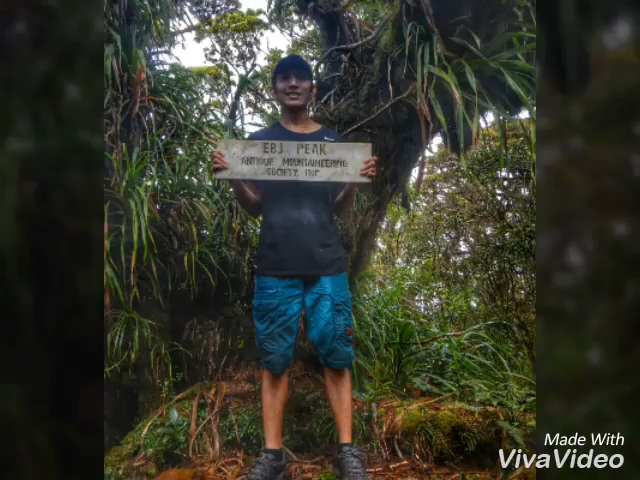 EBJ PEAK
ANTIQUE MOUNTAINEERING
SOCIETY, INC
Made With
VivaVideo